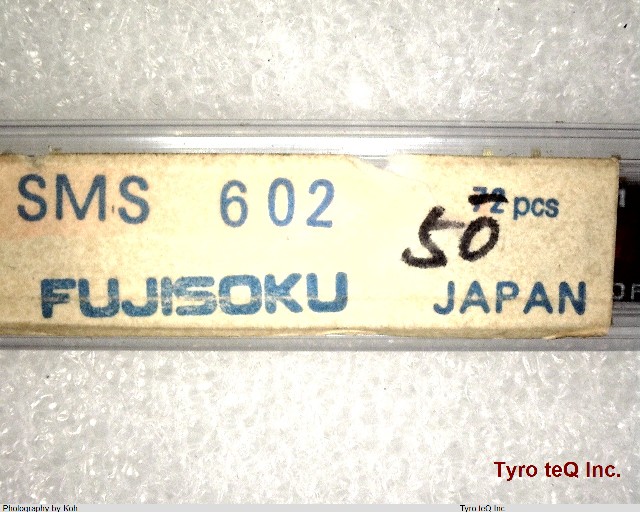 SMS 602 72 pcs
50
FUJISOKU JAPAN
Tyro teQ Inc.
Photography by Koh Tyro teQ Inc